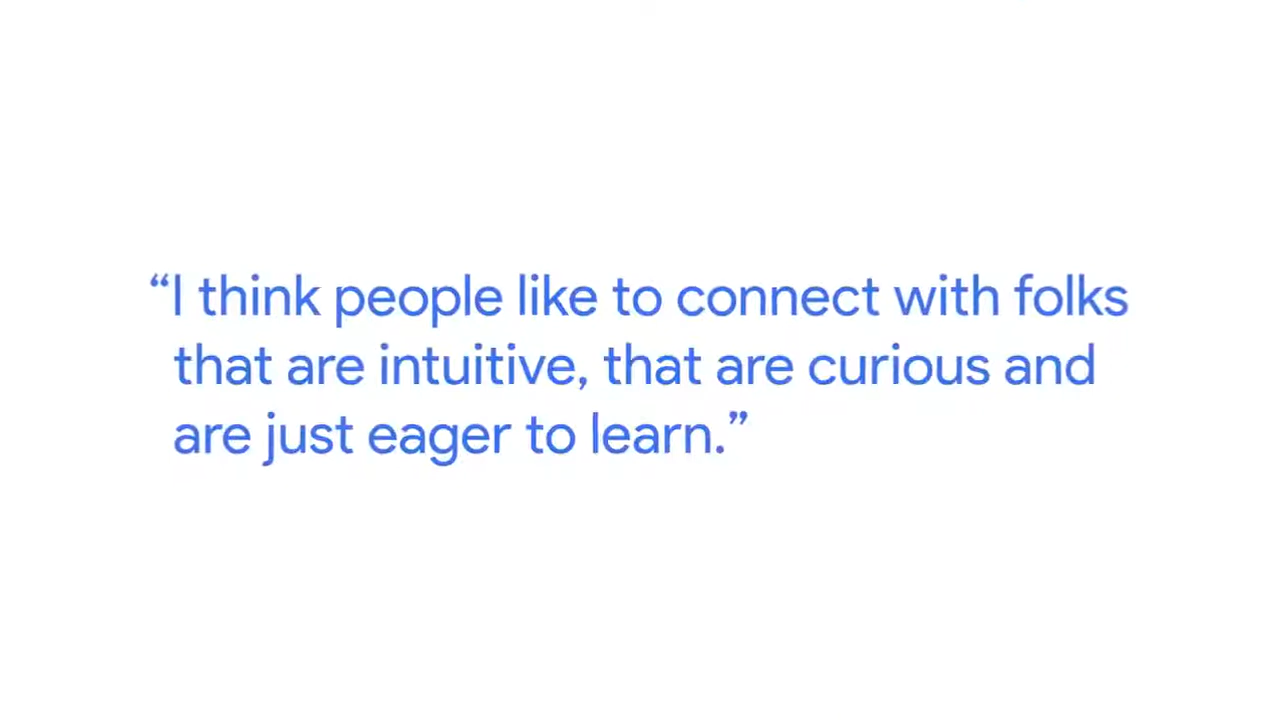 “I think people like to connect with folks
that are intuitive, that are curious and
are just eager to learn.”